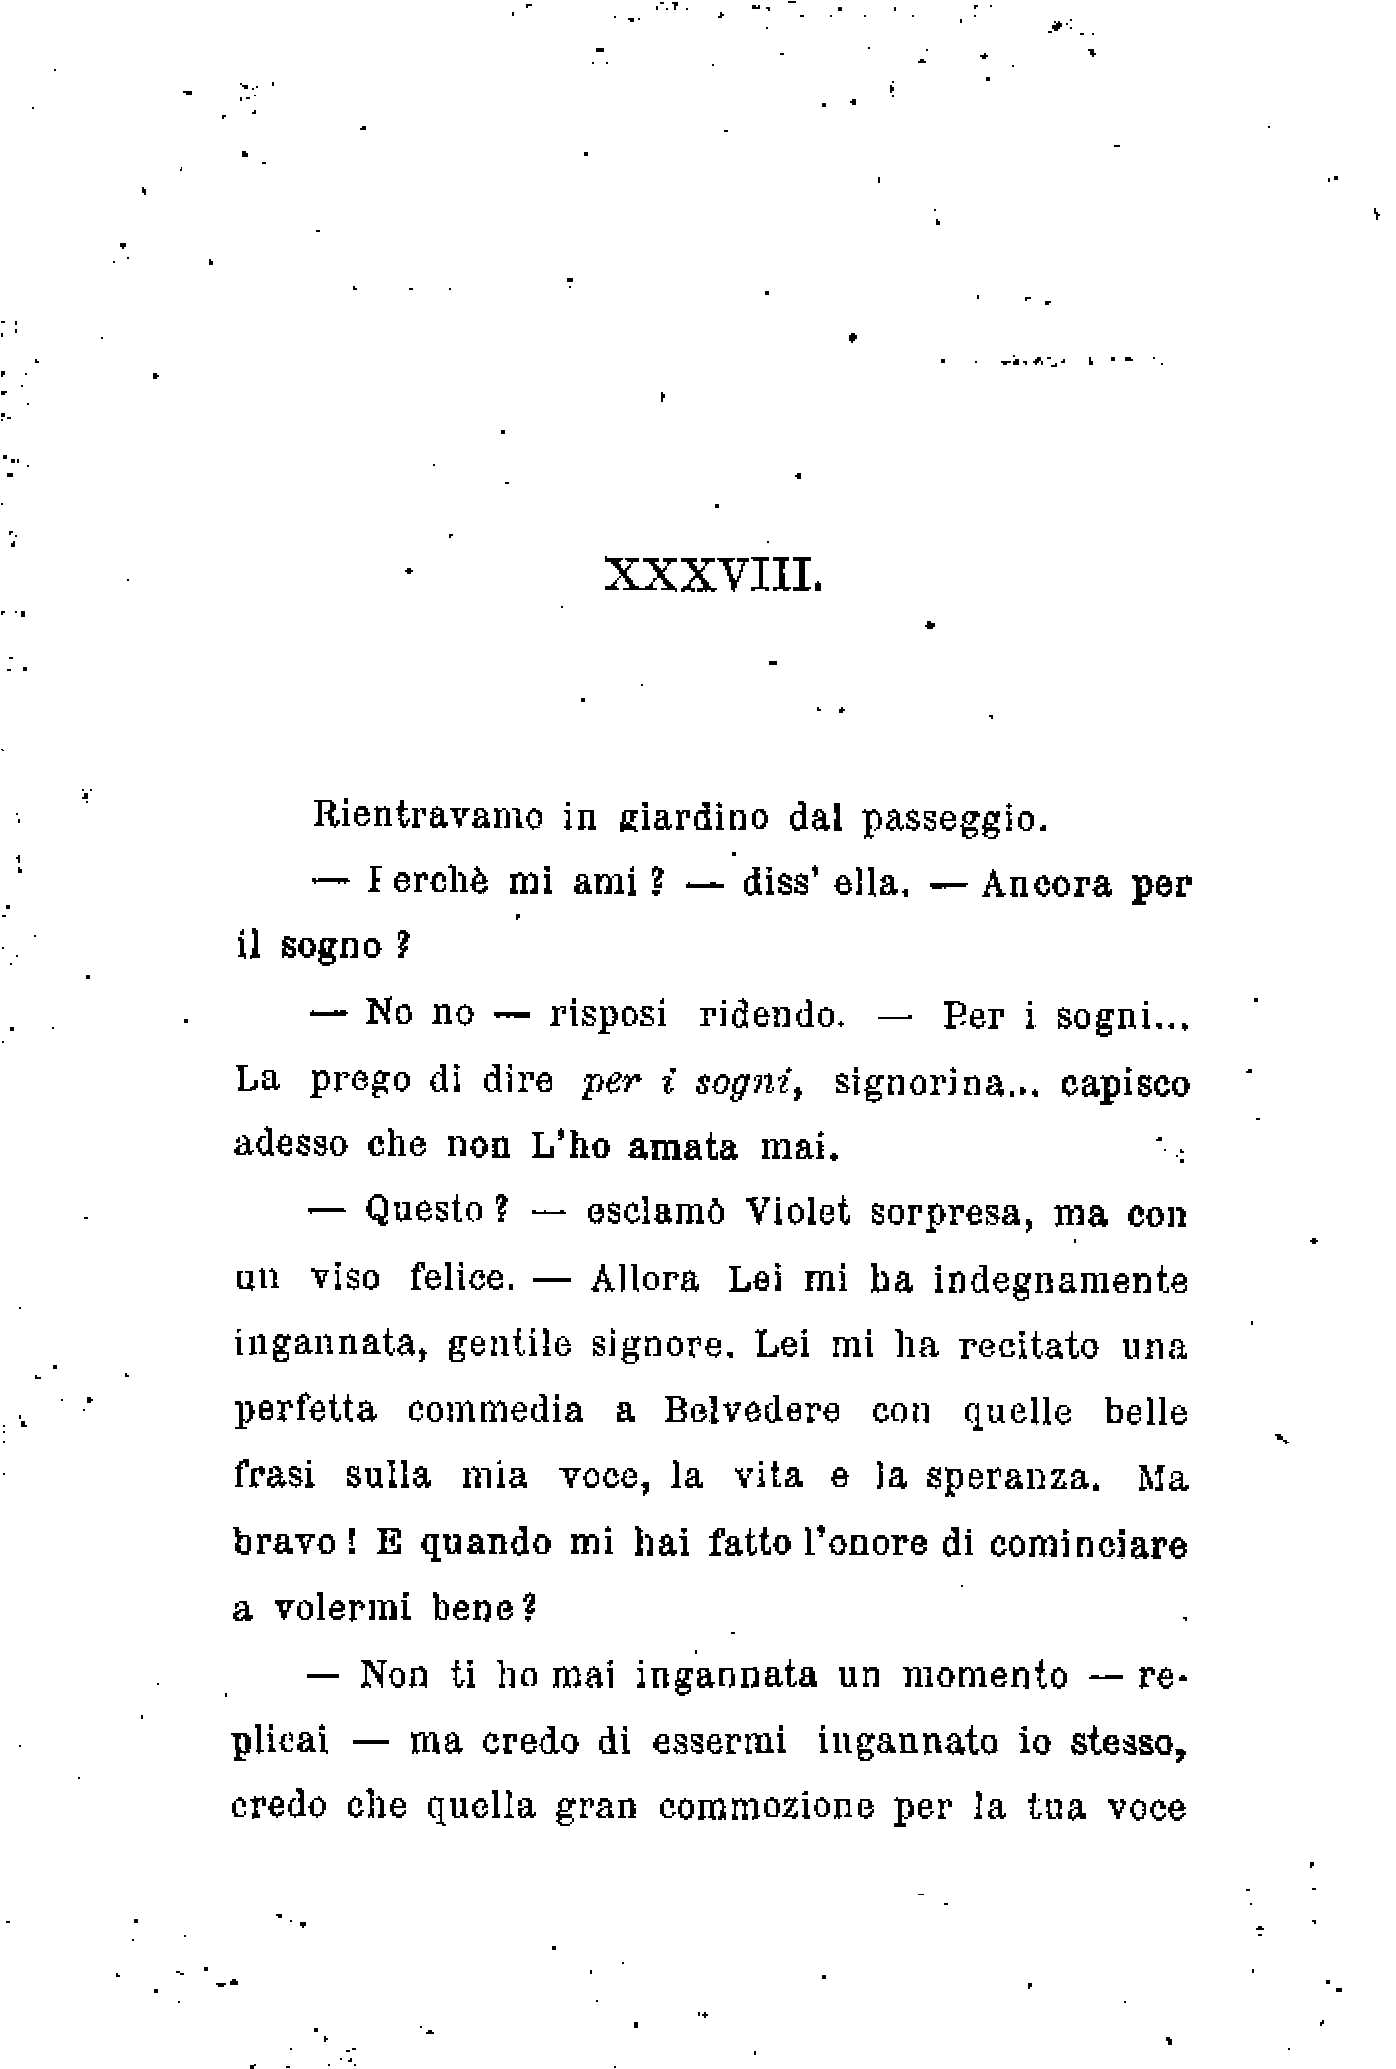 XXXVIII.
Rientravamo in giardino dal passeggio.
— Perchè mi ami? — diss' ella. — Ancora per
il sogno?
— No no — risposi ridendo. — Per i sogni...
La prego di dire per i sogni, signorina... capisco
adesso che non L'ho amata mai.
— Questo? — esclamò Violet sorpresa, ma con
un viso felice. — Allora Lei mi ha indegnamente
ingannata, gentile signore. Lei mi ha recitato una
perfetta commedia a Belvedere con quelle belle
frasi sulla mia voce, la vita e la speranza. Ma
bravo! E quando mi hai fatto l'onore di cominciare
a volermi bene?
— Non ti ho mai ingannata un momento — re-
plicai — ma credo di essermi ingannato io stesso,
credo che quella gran commozione per la tua voce